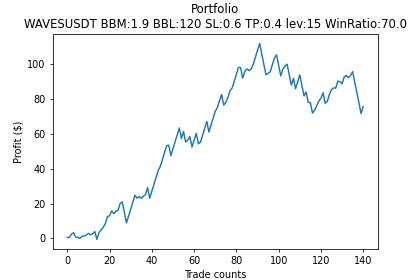 Portfolio
WAVESUSDT BBM:1.9 BBL:120 SL:0.6 TP:0.4 lev:15 WinRatio:70.0
100
80
60
40
20
0
Profit ($)
0 20 40 60 80 100 120 140
Trade counts